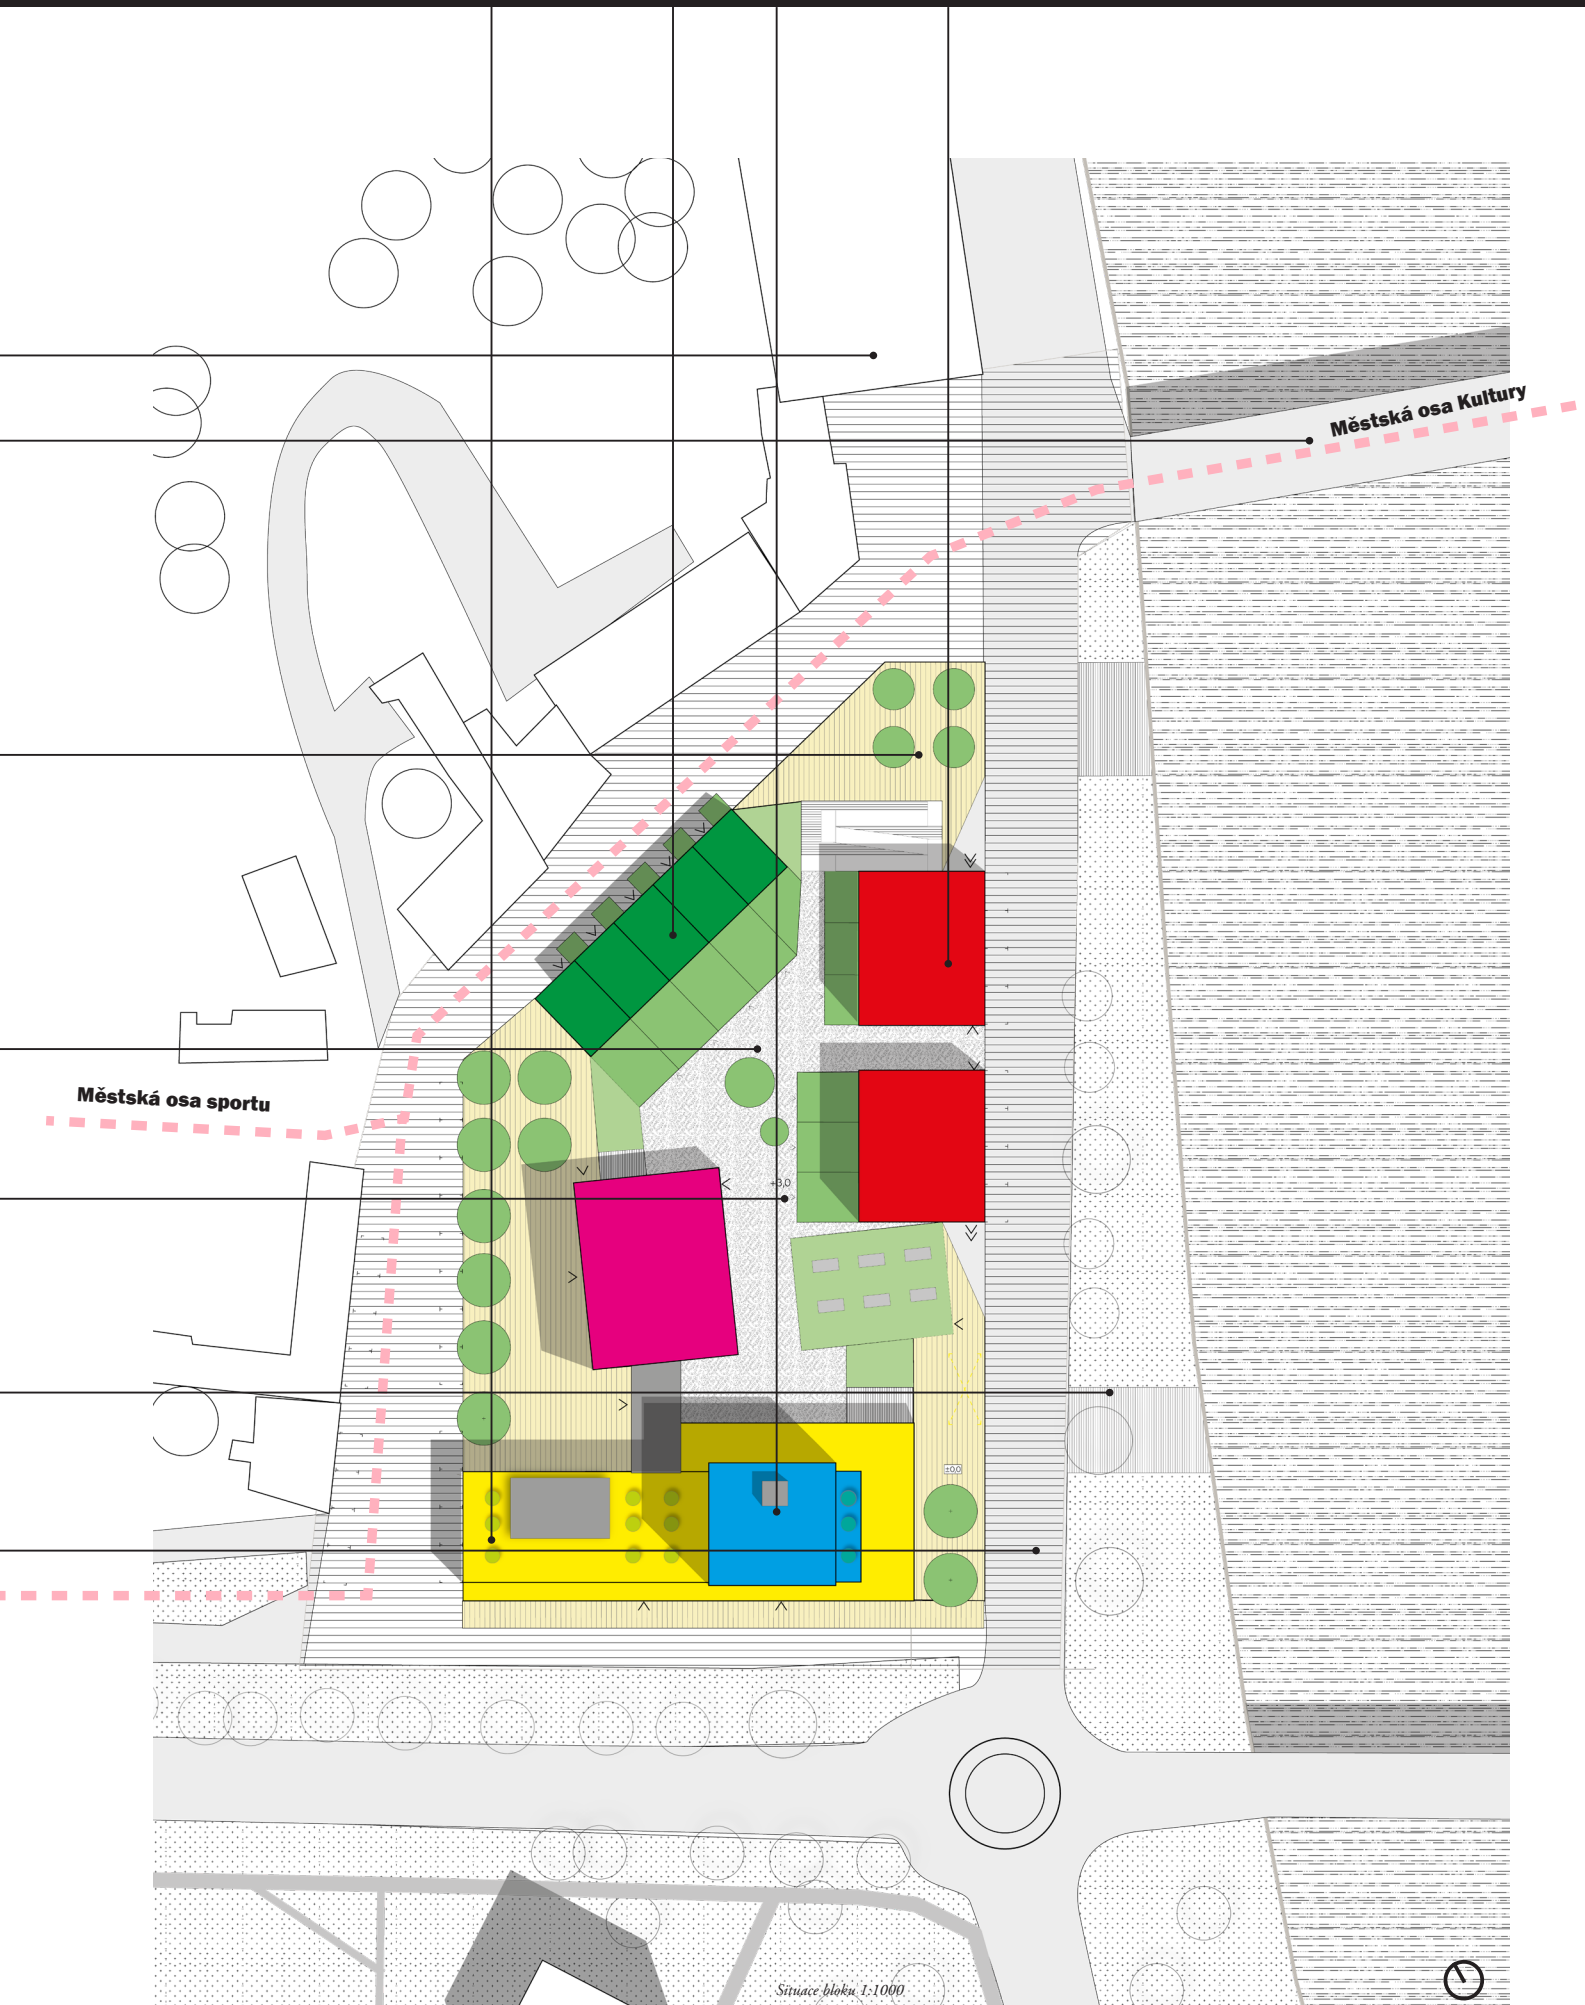 Městská osa Kultury
Městská osa sportu
+3,0
±0,0
Situace bloku 1:1000